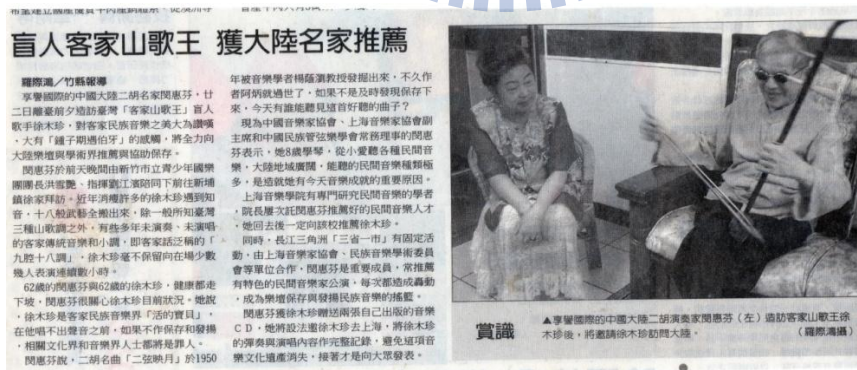 盲人客家山歌王 獲大陸名家推薦
羅際鴻／竹縣報導
享譽國際的中國大陸二胡名家閔惠芬，廿
二日離臺前夕造訪臺灣「客家山歌王」盲人
歌手徐木珍，對客家民族音樂之美大為讚嘆
，大有「鍾子期遇伯牙」的感觸，將全力向
大陸樂壇與學術界推薦與協助保存。
閔惠芬於前天晚間由新竹市立青少年國樂
團團長洪雪艷、指揮劉江濱陪同下前往新埔
鎮徐家拜訪。近年消瘦許多的徐木珍遇到知
音，十八般武藝全搬出來，除一般所知臺灣
三種山歌調之外，有些多年未演奏、未演唱
的客家傳統音樂和小調，即客家話泛稱的「
九腔十八調」，徐木珍毫不保留向在場少數
幾人表演連續數小時。
62歲的閔惠芬與62歲的徐木珍，健康都走
下坡，閔惠芬很關心徐木珍目前狀況。她說
，徐木珍是客家民族音樂界「活的寶貝」，
在他唱不出聲音之前，如果不作保存和發揚
，相關文化界和音樂界人士都將是罪人。
閔惠芬說，二胡名曲「二弦映月」於1950
年被音樂學者楊蔭瀏教授發掘出來，不久作
者阿炳就過世了，如果不是及時發現保存下
來，今天有誰能聽見這首好聽的曲子？
現為中國音樂家協會、上海音樂家協會副
主席和中國民族管弦樂學會常務理事的閔惠
芬表示，她8歲學琴，從小愛聽各種民間音
樂，大陸地域廣闊，能聽的民間音樂種類極
多，是造就她有今天音樂成就的重要原因。
上海音樂學院有專門研究民間音樂的學者
，院長屢次託閔惠芬推薦好的民間音樂人才
、她回去後一定向該校推薦徐木珍。
同時，長江三角洲「三省一市」有固定活
動，由上海音樂家協會、民族音樂學術委員
會等單位合作，閔惠芬是重要成員，常推薦
有特色的民間音樂家公演，每次都造成轟動
，成為樂壇保存與發揚民族音樂的搖籃。
閔惠芬獲徐木珍贈送兩張自己出版的音樂
CD，她將設法邀徐木珍去上海，將徐木珍
的彈奏與演唱內容作完整記錄，避免這項音
樂文化遺產消失，接著才是向大眾發表。
賞識
▲享譽國際的中國大陸二胡演奏家閔惠芬（左）造訪客家山歌王徐
木珍後，將邀請徐木珍訪問大陸。（羅際鴻攝）